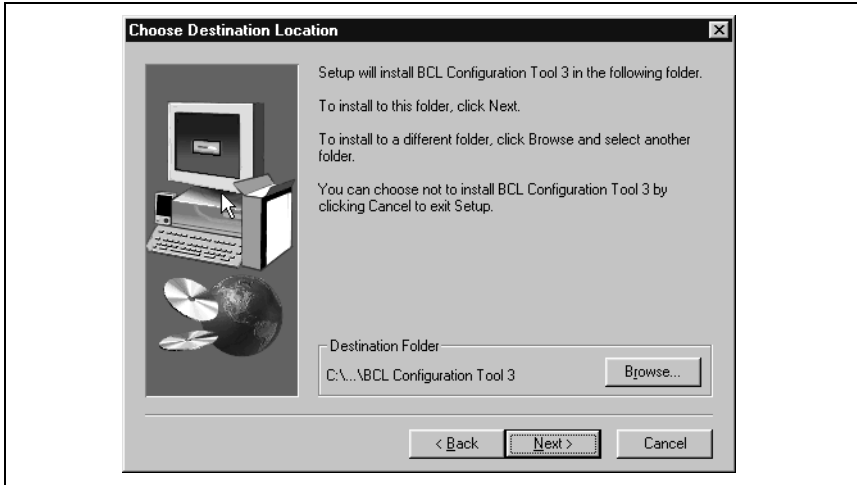 Choose Destination Location
Setup will install BCL Configuration Tool 3 in the following folder.
To install to this folder, click Next.
To install to a different folder, click Browse and select another
folder.
You can choose not to install BCL Configuration Tool 3 by
clicking Cancel to exit Setup.
Destination Folder
C:\...\BCL Configuration Tool 3
Browse...
< Back
Next >
Cancel